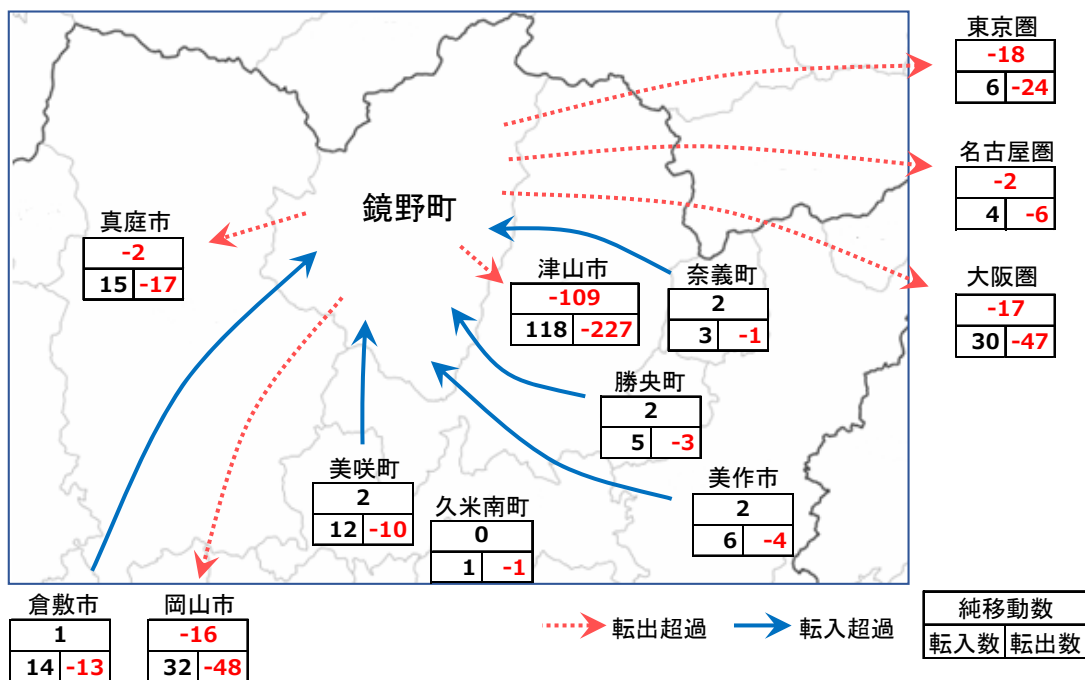 東京圏
-18
6 -24
名古屋圏
-2
4 -6
大阪圏
-17
30 -47
鏡野町
真庭市
-2
15 -17
津山市
-109
118 -227
奈義町
2
3 -1
勝央町
2
5 -3
美咲町
2
12 -10
久米南町
0
1 -1
美作市
2
6 -4
倉敷市
1
14 -13
岡山市
-16
32 -48
転出超過
転入超過
純移動数
転入数 転出数